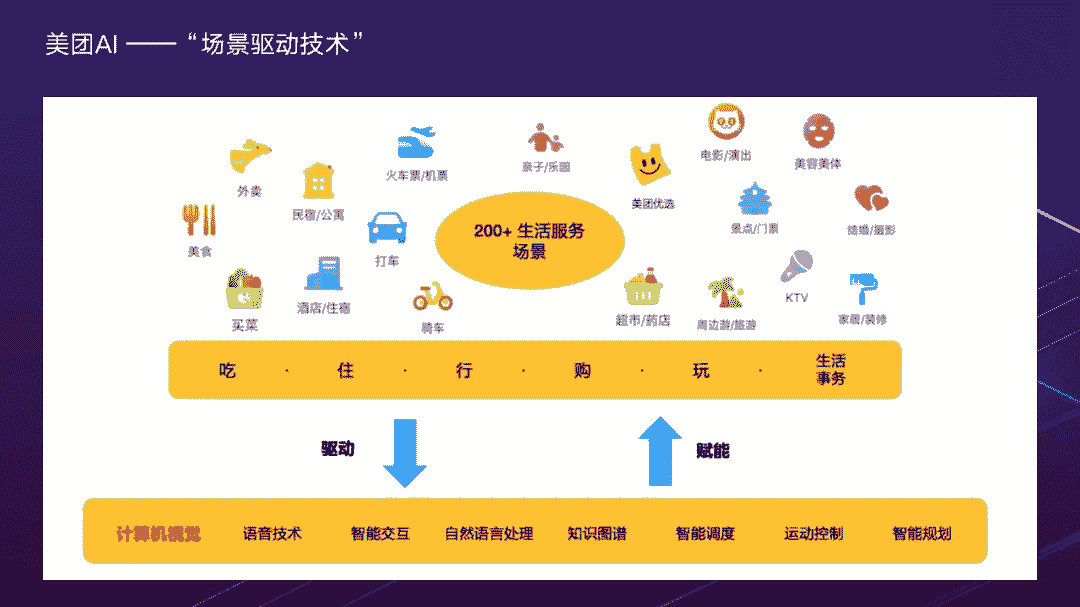 美团AI ——“场景驱动技术”
外卖
火车票/机票
亲子/乐园
电影/演出
美容美体
民宿/公寓
美团优选
美食
打车
200+ 生活服务
场景
景点/门票
结婚/摄影
买菜
酒店/住宿
骑车
超市/药店
周边游/旅游
KTV
家居/装修
吃 · 住 · 行 · 购 · 玩 · 生活
事务
驱动
赋能
计算机视觉 语音技术 智能交互 自然语言处理 知识图谱 智能调度 运动控制 智能规划